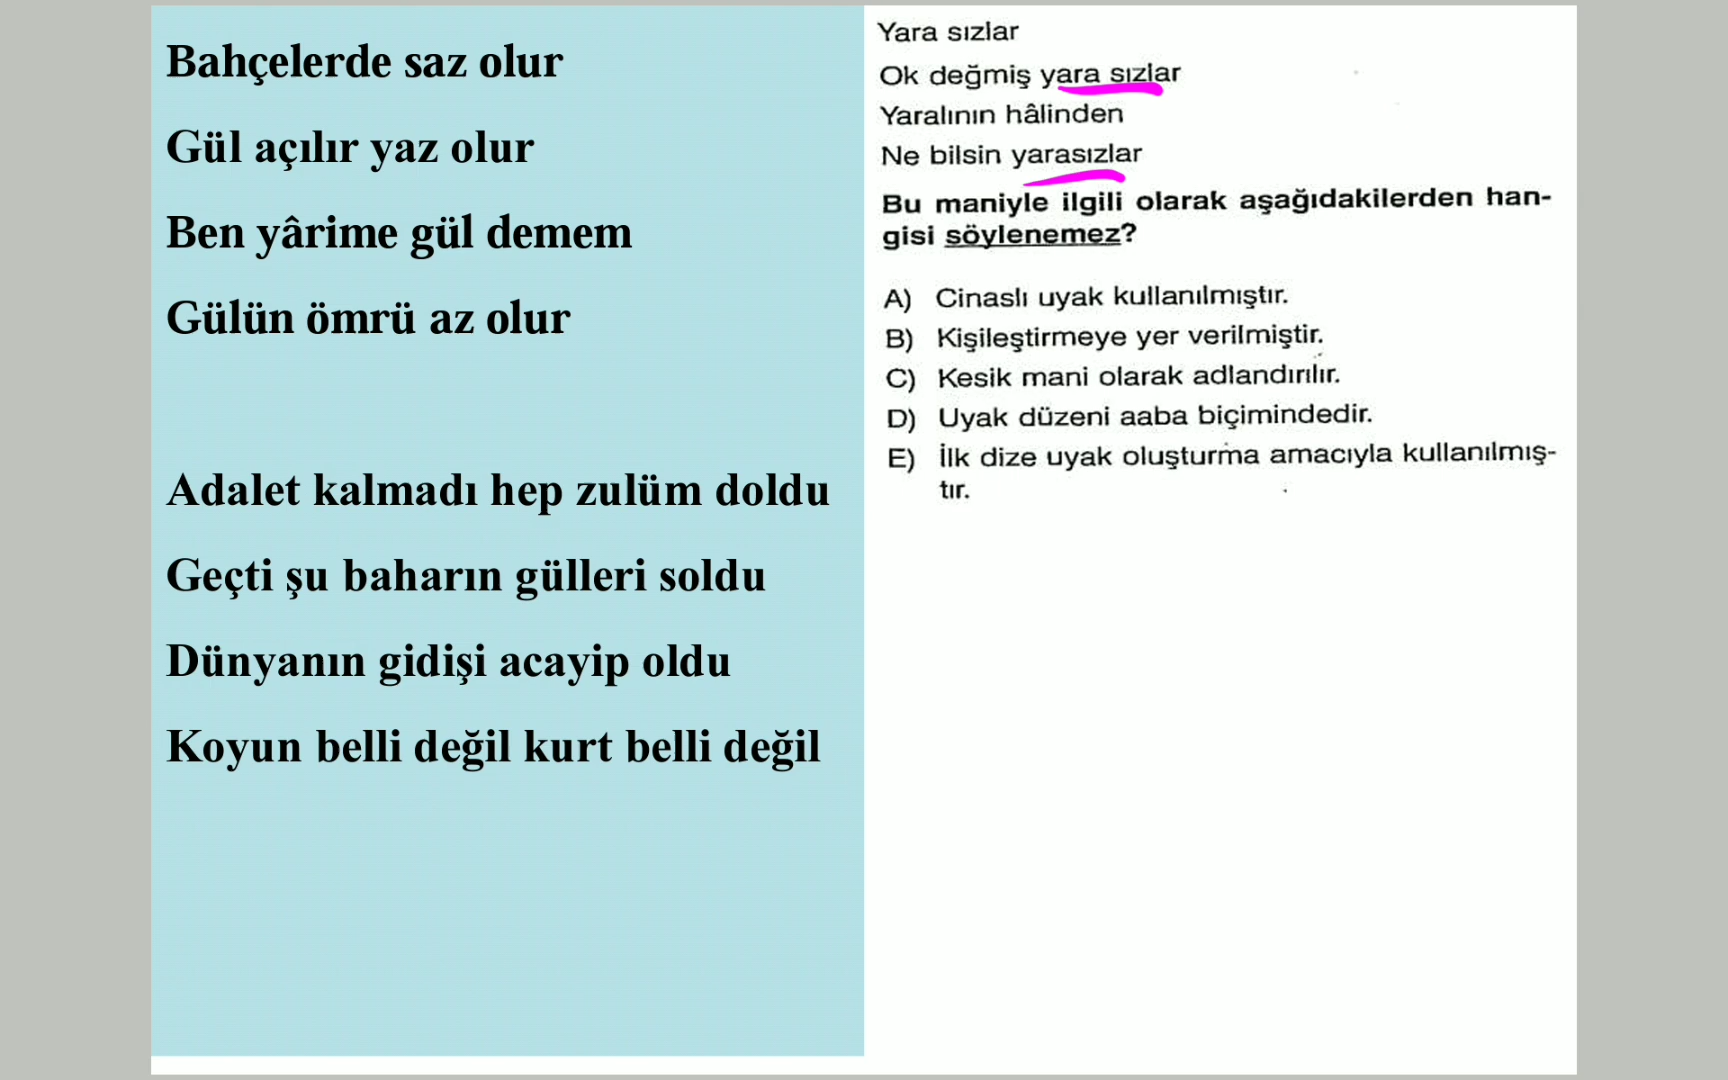 Bahçelerde saz olur
Gül açılır yaz olur
Ben yârime gül demem
Gülün ömrü az olur
Adalet kalmadı hep zulüm doldu
Geçti şu baharın gülleri soldu
Dünyanın gidişi acayip oldu
Koyun belli değil kurt belli değil
Yara sızlar
Ok değmiş yara sızlar
Yaralının hâlinden
Ne bilsin yarasızlar
Bu maniyle ilgili olarak aşağıdakilerden han-
gisi söylenemez?
A) Cinaslı uyak kullanılmıştır.
B) Kişileştirmeye yer verilmiştir.
C) Kesik mani olarak adlandırılır.
D) Uyak düzeni aaba biçimindedir.
E) İlk dize uyak oluşturma amacıyla kullanılmış-
tır.